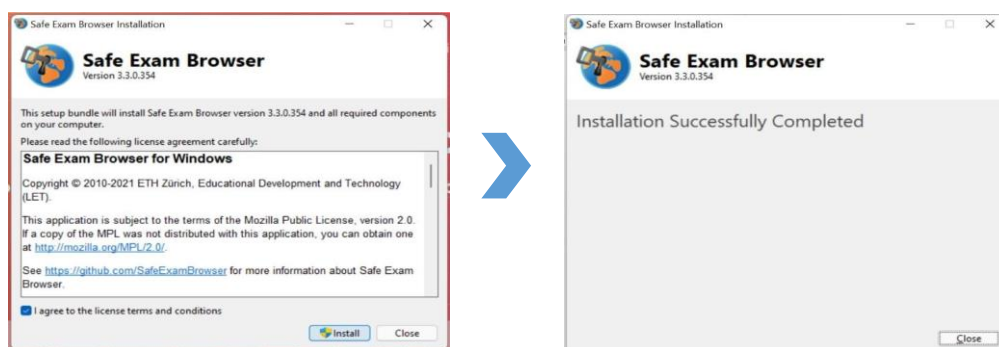 Safe Exam Browser Installation
Safe Exam Browser
Version 3.3.0.354
This setup bundle will install Safe Exam Browser version 3.3.0.354 and all required components
on your computer.
Please read the following license agreement carefully:
Safe Exam Browser for Windows
Copyright © 2010-2021 ETH Zürich, Educational Development and Technology
(LET).
This application is subject to the terms of the Mozilla Public License, version 2.0.
If a copy of the MPL was not distributed with this application, you can obtain one
at http://mozilla.org/MPL/2.0/.
See https://github.com/SafeExamBrowser for more information about Safe Exam
Browser.
I agree to the license terms and conditions
Install Close
Safe Exam Browser Installation
Safe Exam Browser
Version 3.3.0.354
Installation Successfully Completed
Close